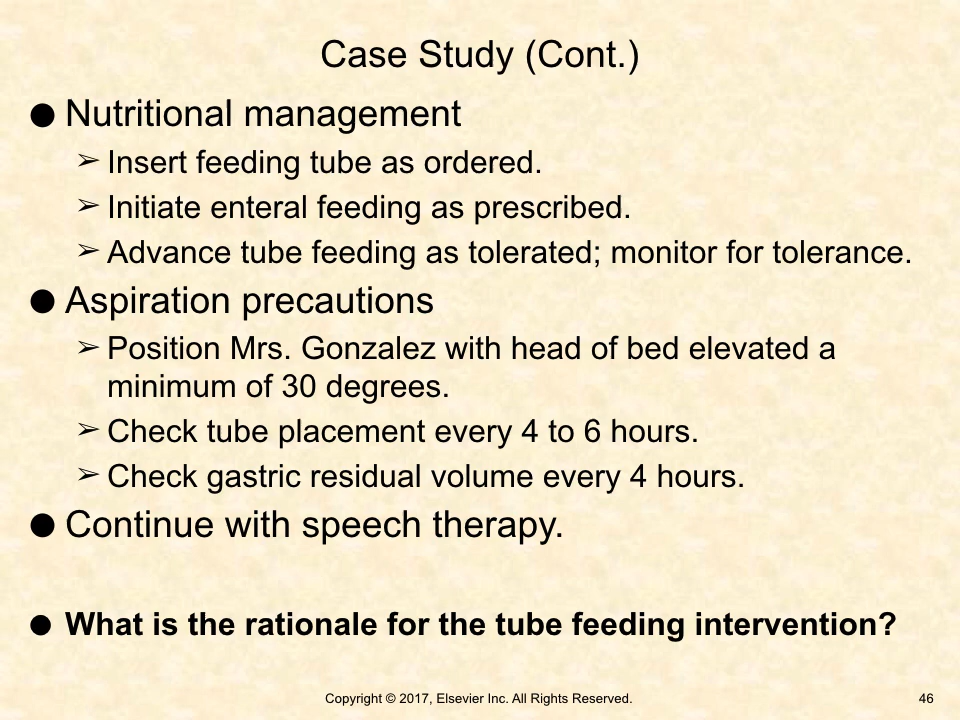 Case Study (Cont.)
● Nutritional management
➢ Insert feeding tube as ordered.
➢ Initiate enteral feeding as prescribed.
➢ Advance tube feeding as tolerated; monitor for tolerance.
● Aspiration precautions
➢ Position Mrs. Gonzalez with head of bed elevated a
minimum of 30 degrees.
➢ Check tube placement every 4 to 6 hours.
➢ Check gastric residual volume every 4 hours.
● Continue with speech therapy.
● What is the rationale for the tube feeding intervention?
Copyright © 2017, Elsevier Inc. All Rights Reserved. 46